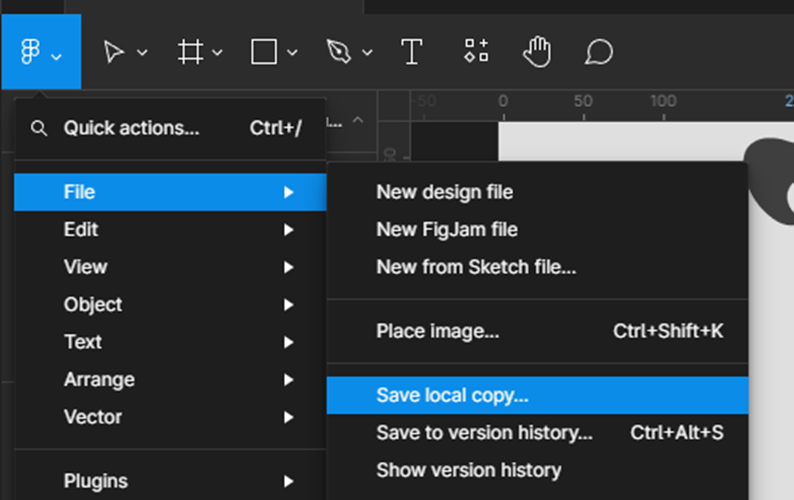 T
-50 0 50 100 2
Quick actions... Ctrl+/
File
Edit
View
Object
Text
Arrange
Vector
Plugins
New design file
New FigJam file
New from Sketch file...
Place image... Ctrl+Shift+K
Save local copy...
Save to version history... Ctrl+Alt+S
Show version history